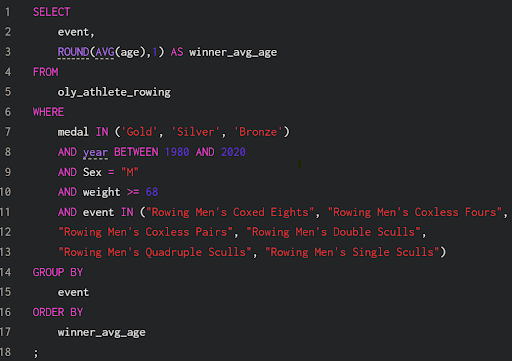 1 SELECT
2 event,
3 ROUND(AVG(age),1) AS winner_avg_age
4 FROM
5 oly_athlete_rowing
6 WHERE
7 medal IN ('Gold', 'Silver', 'Bronze')
8 AND year BETWEEN 1980 AND 2020
9 AND Sex = "M"
10 AND weight >= 68
11 AND event IN ("Rowing Men's Coxed Eights", "Rowing Men's Coxless Fours",
12 "Rowing Men's Coxless Pairs", "Rowing Men's Double Sculls",
13 "Rowing Men's Quadruple Sculls", "Rowing Men's Single Sculls")
14 GROUP BY
15 event
16 ORDER BY
17 winner_avg_age
18 ;